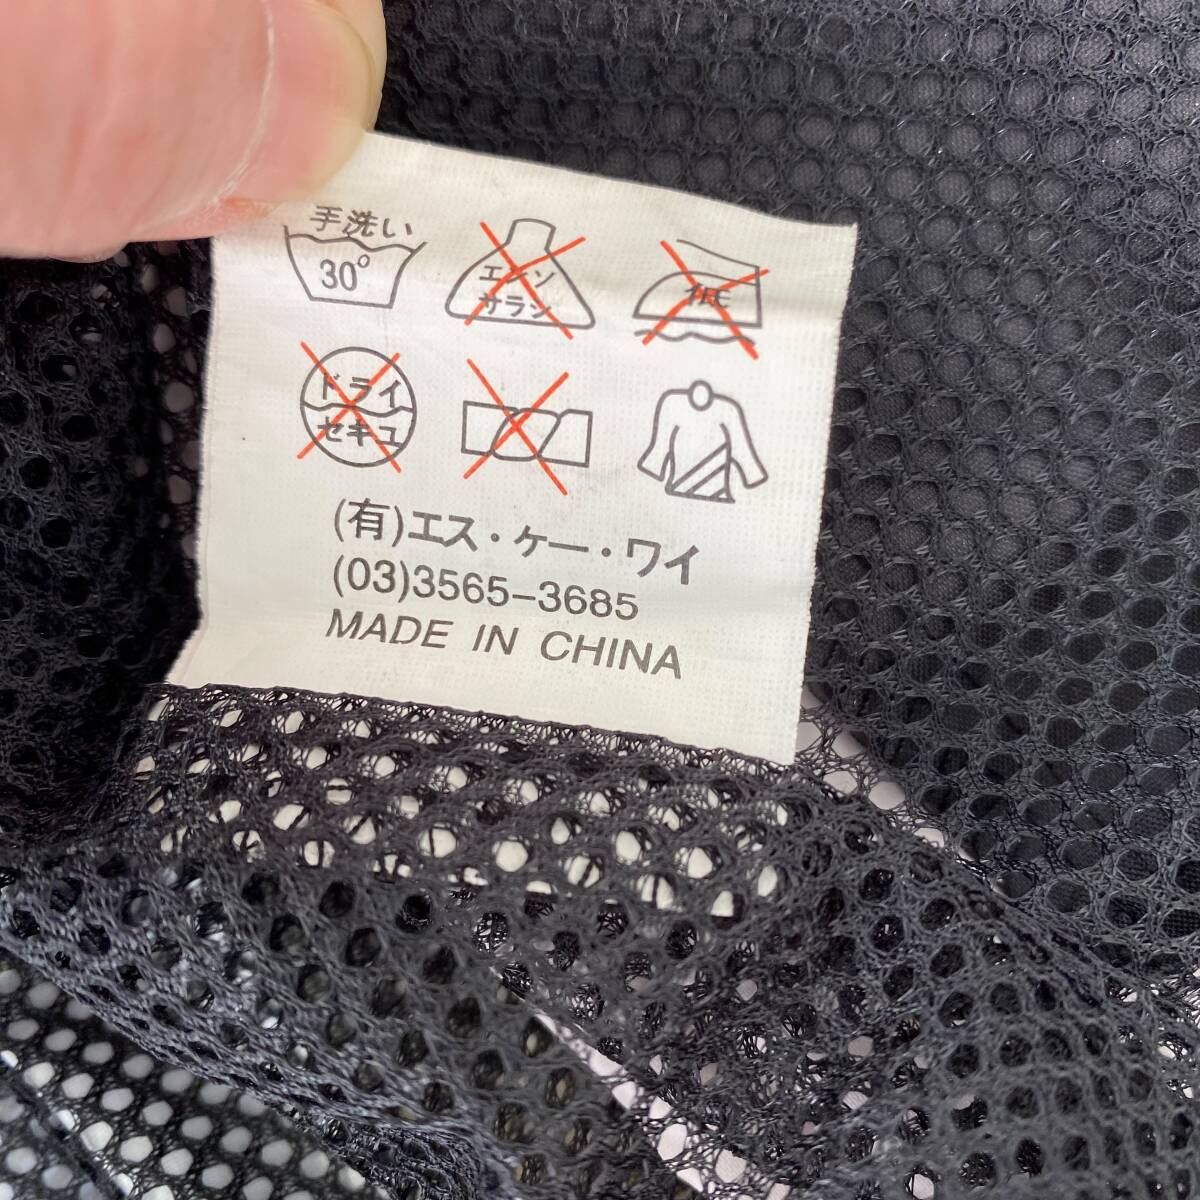 手洗い
30°
エンソ
サラシ
ドライ
セキユ
(有)エス・ケー・ワイ
(03)3565-3685
MADE IN CHINA